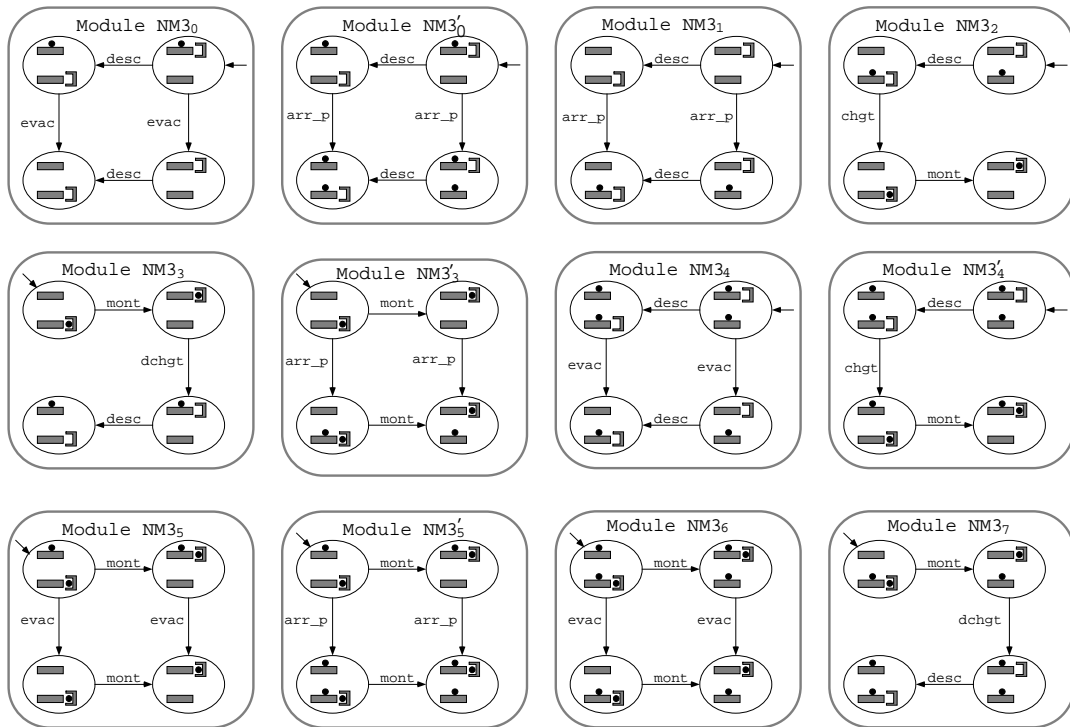 Module NM3₀
desc
evac
evac
desc
Module NM3′₀
desc
arr_p
arr_p
desc
Module NM3₁
desc
arr_p
arr_p
desc
Module NM3₂
desc
chgt
mont
Module NM3₃
mont
dchgt
desc
Module NM3′₃
mont
arr_p
arr_p
mont
Module NM3₄
desc
evac
evac
desc
Module NM3′₄
desc
chgt
mont
Module NM3₅
mont
evac
evac
mont
Module NM3′₅
mont
arr_p
arr_p
mont
Module NM3₆
mont
evac
evac
mont
Module NM3₇
mont
dchgt
desc